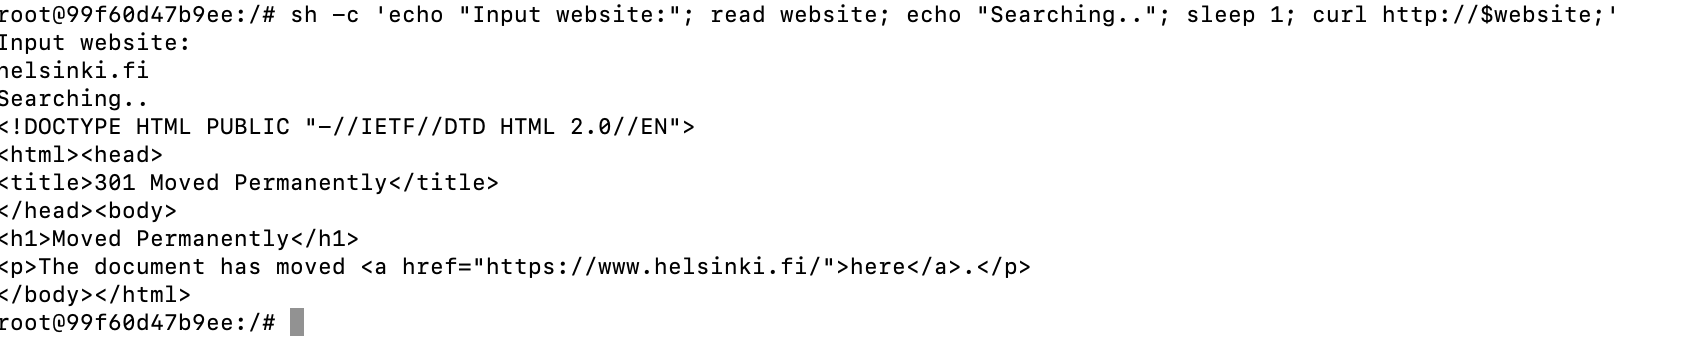 root@99f60d47b9ee:/# sh -c 'echo "Input website:"; read website; echo "Searching.."; sleep 1; curl http://$website;'
Input website:
helsinki.fi
Searching..
<!DOCTYPE HTML PUBLIC "-//IETF//DTD HTML 2.0//EN">
<html><head>
<title>301 Moved Permanently</title>
</head><body>
<h1>Moved Permanently</h1>
<p>The document has moved <a href="https://www.helsinki.fi/">here</a>.</p>
</body></html>
root@99f60d47b9ee:/#